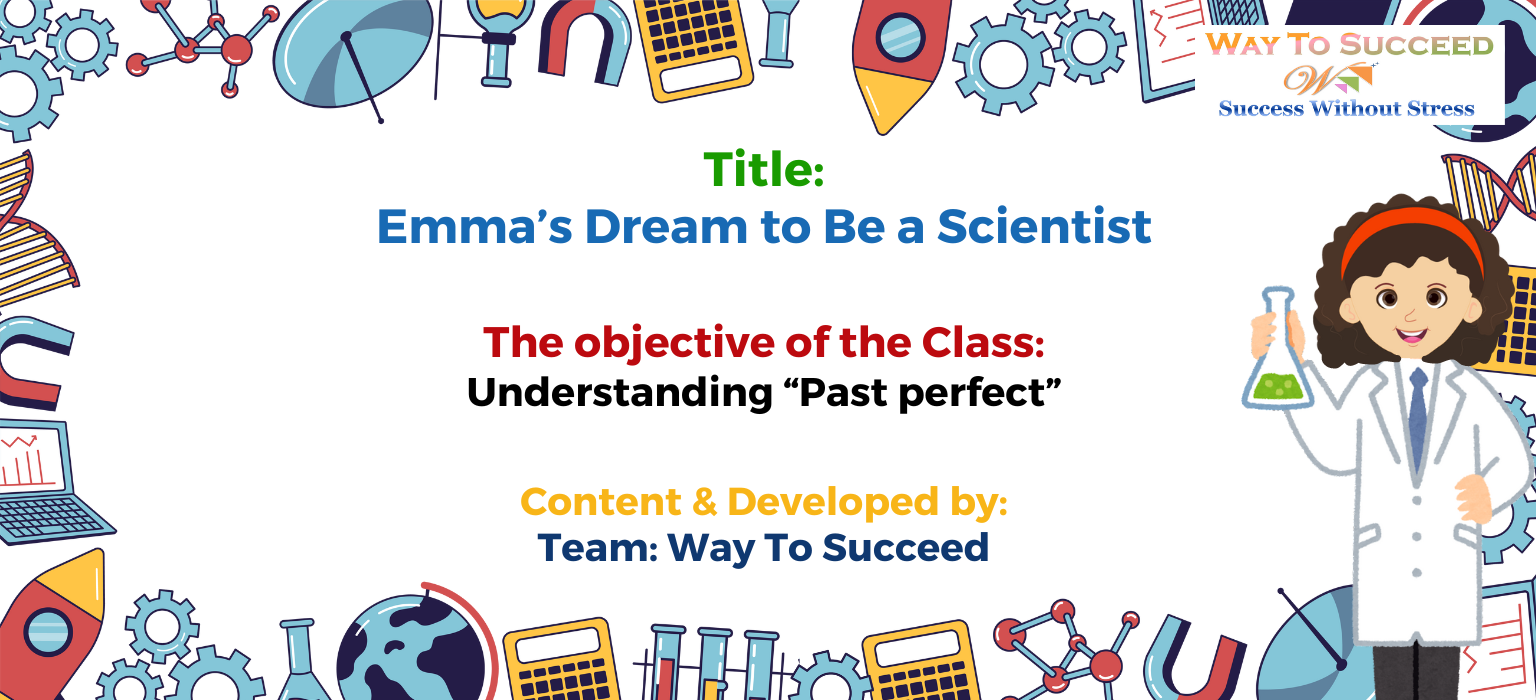 WAY TO SUCCEED
W
Success Without Stress
Title:
Emma’s Dream to Be a Scientist
The objective of the Class:
Understanding “Past perfect”
Content & Developed by:
Team: Way To Succeed